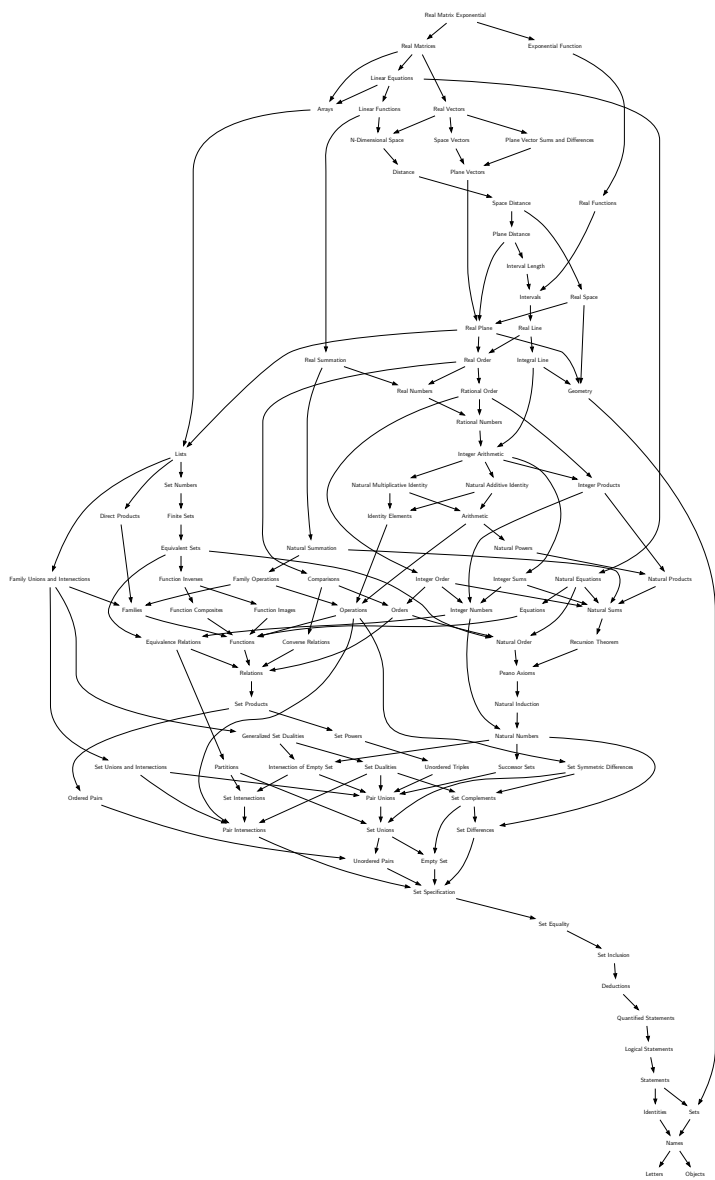 Real Matrix Exponential
Real Matrices
Exponential Function
Linear Equations
Arrays
Linear Functions
Real Vectors
N-Dimensional Space
Space Vectors
Plane Vector Sums and Differences
Distance
Plane Vectors
Space Distance
Real Functions
Plane Distance
Interval Length
Intervals
Real Space
Real Plane
Real Line
Real Summation
Real Order
Integral Line
Real Numbers
Rational Order
Geometry
Rational Numbers
Lists
Integer Arithmetic
Set Numbers
Natural Multiplicative Identity
Natural Additive Identity
Integer Products
Direct Products
Finite Sets
Identity Elements
Arithmetic
Equivalent Sets
Natural Summation
Natural Powers
Family Unions and Intersections
Function Inverses
Family Operations
Comparisons
Integer Order
Integer Sums
Natural Equations
Natural Products
Families
Function Composites
Function Images
Operations
Orders
Integer Numbers
Equations
Natural Sums
Equivalence Relations
Functions
Converse Relations
Natural Order
Recursion Theorem
Relations
Peano Axioms
Set Products
Natural Induction
Generalized Set Dualities
Set Powers
Natural Numbers
Set Unions and Intersections
Partitions
Intersection of Empty Set
Set Dualities
Unordered Triples
Successor Sets
Set Symmetric Differences
Ordered Pairs
Set Intersections
Pair Unions
Set Complements
Pair Intersections
Set Unions
Set Differences
Unordered Pairs
Empty Set
Set Specification
Set Equality
Set Inclusion
Deductions
Quantified Statements
Logical Statements
Statements
Identities
Sets
Names
Letters
Objects